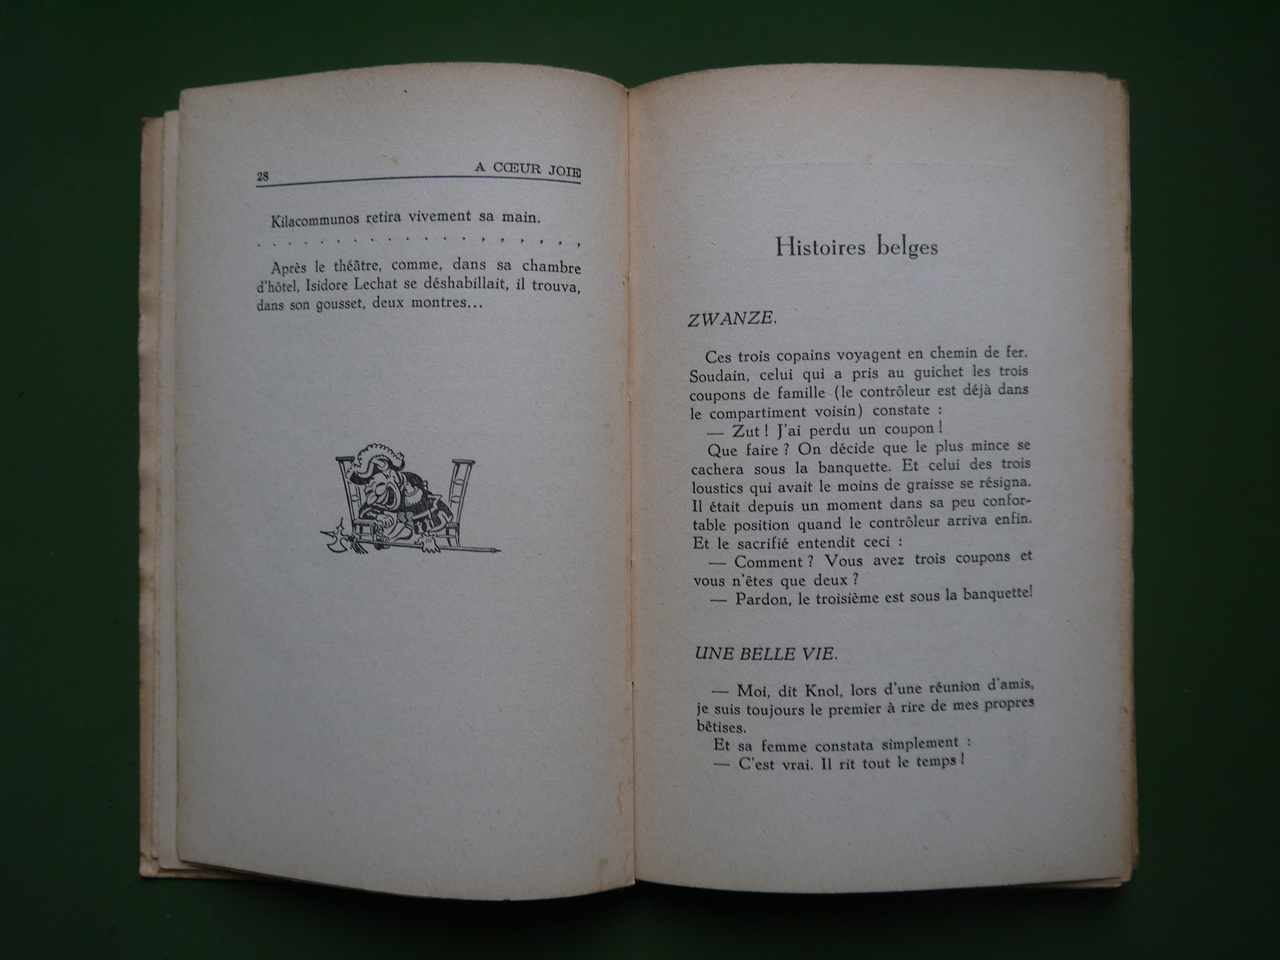 28
A CŒUR JOIE
Kilacommunos retira vivement sa main.
. . . . . . . . . . . . . . . . . . . .
Après le théâtre, comme, dans sa chambre
d'hôtel, Isidore Lechat se déshabillait, il trouva,
dans son gousset, deux montres...
Histoires belges
ZWANZE.
Ces trois copains voyagent en chemin de fer.
Soudain, celui qui a pris au guichet les trois
coupons de famille (le contrôleur est déjà dans
le compartiment voisin) constate :
— Zut ! J'ai perdu un coupon !
Que faire ? On décide que le plus mince se
cachera sous la banquette. Et celui des trois
loustics qui avait le moins de graisse se résigna.
Il était depuis un moment dans sa peu confor-
table position quand le contrôleur arriva enfin.
Et le sacrifié entendit ceci :
— Comment ? Vous avez trois coupons et
vous n'êtes que deux ?
— Pardon, le troisième est sous la banquette!
UNE BELLE VIE.
— Moi, dit Knol, lors d'une réunion d'amis,
je suis toujours le premier à rire de mes propres
bêtises.
Et sa femme constata simplement :
— C'est vrai. Il rit tout le temps !